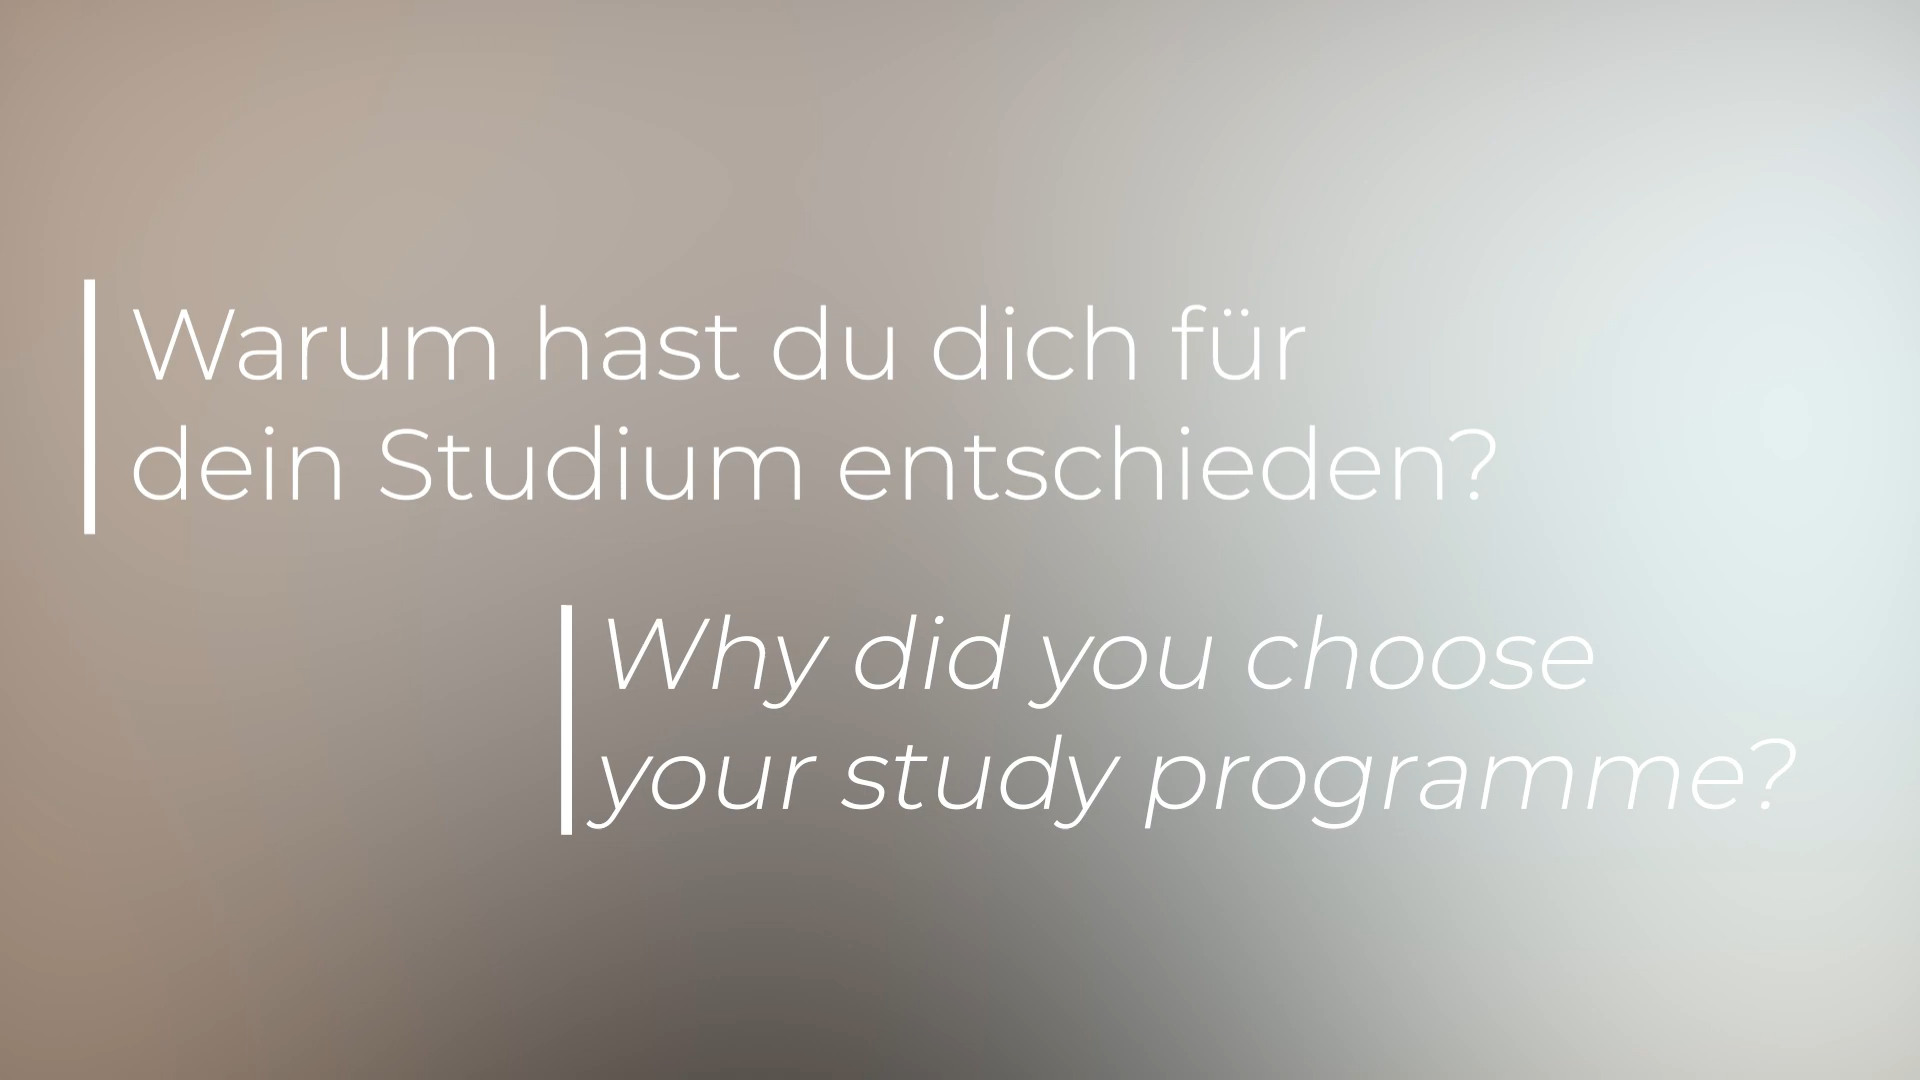 Warum hast du dich für
dein Studium entschieden?
Why did you choose
your study programme?